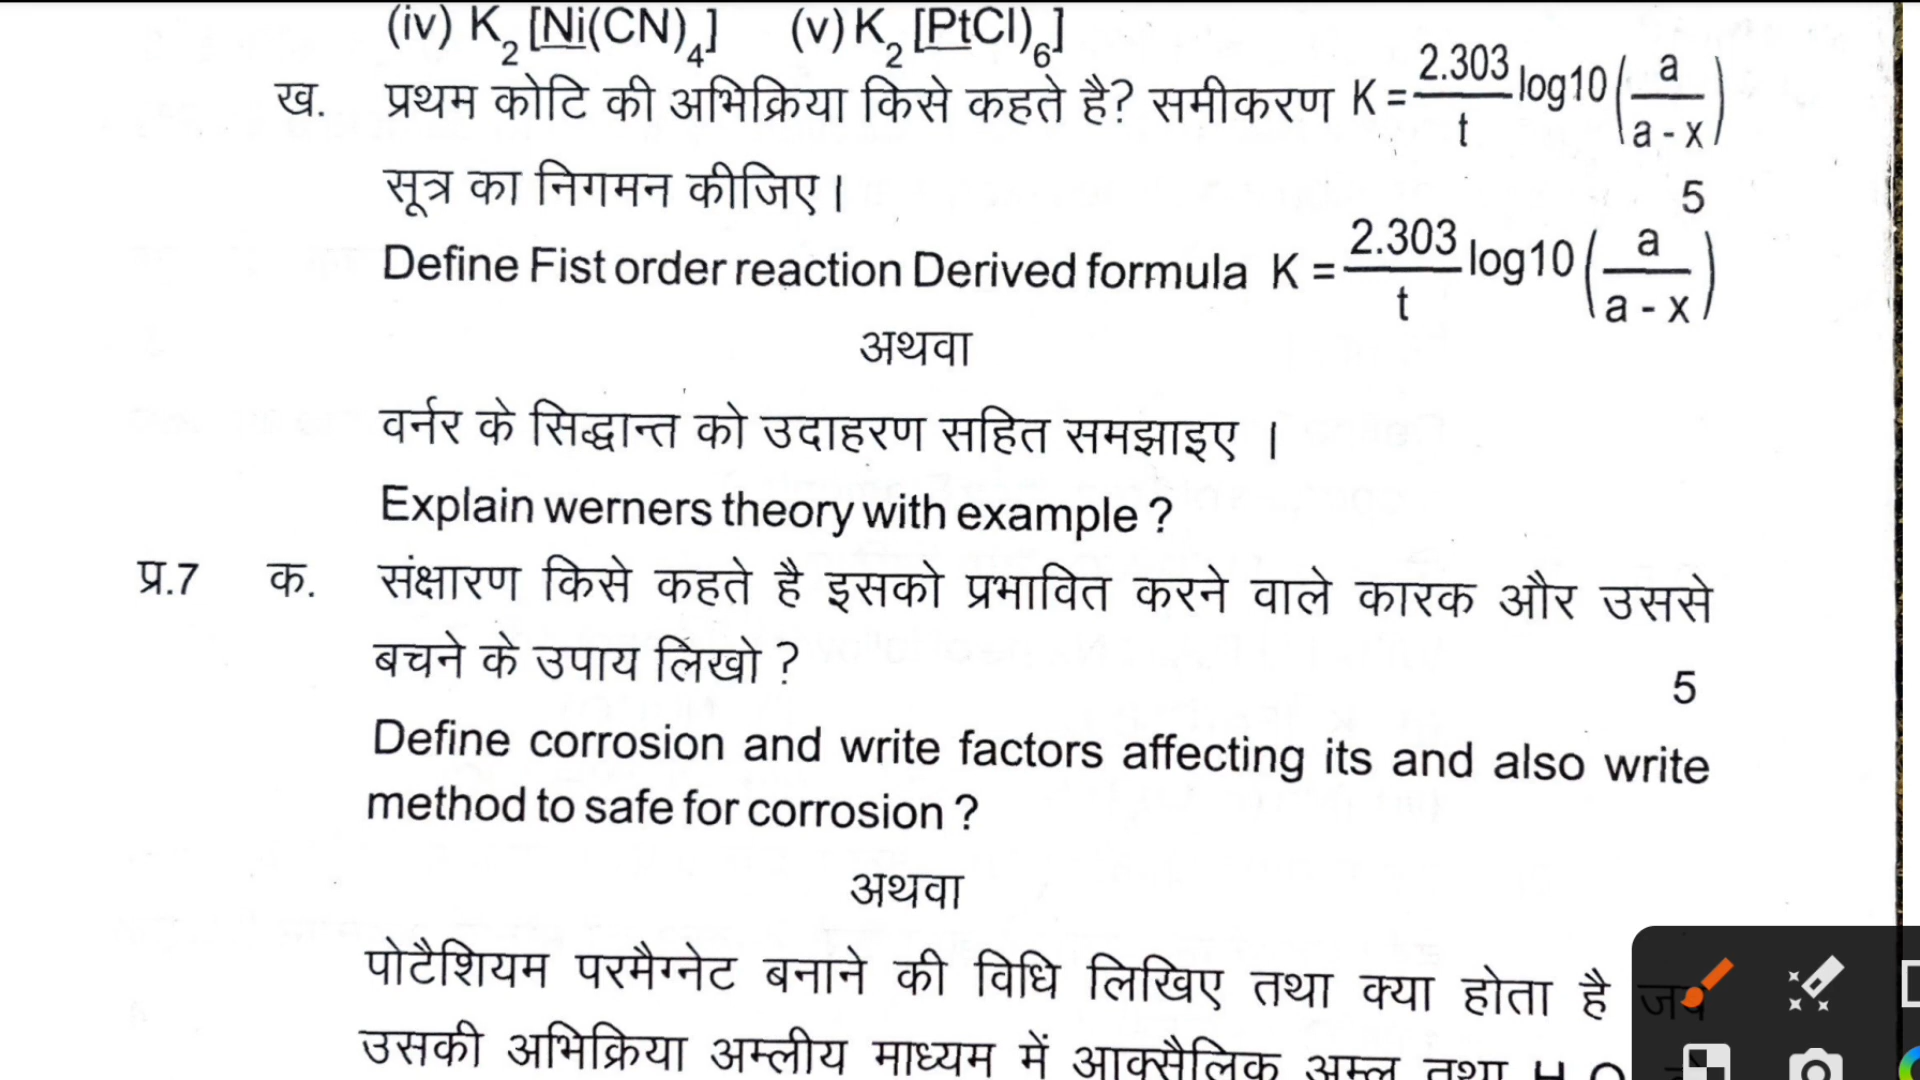 (iv) K2 [Ni(CN)4] (v) K2 [PtCl)6]
ख. प्रथम कोटि की अभिक्रिया किसे कहते है? समीकरण K = 2.303/t log10 (a/a - x)
सूत्र का निगमन कीजिए। 5
Define Fist order reaction Derived formula K = 2.303/t log10 (a/a - x)
अथवा
वर्नर के सिद्धान्त को उदाहरण सहित समझाइए ।
Explain werners theory with example ?
प्र.7 क. संक्षारण किसे कहते है इसको प्रभावित करने वाले कारक और उससे
बचने के उपाय लिखो ? 5
Define corrosion and write factors affecting its and also write
method to safe for corrosion ?
अथवा
पोटैशियम परमैग्नेट बनाने की विधि लिखिए तथा क्या होता है जब
उसकी अभिक्रिया अम्लीय माध्यम में आक्सैलिक अम्ल तथा